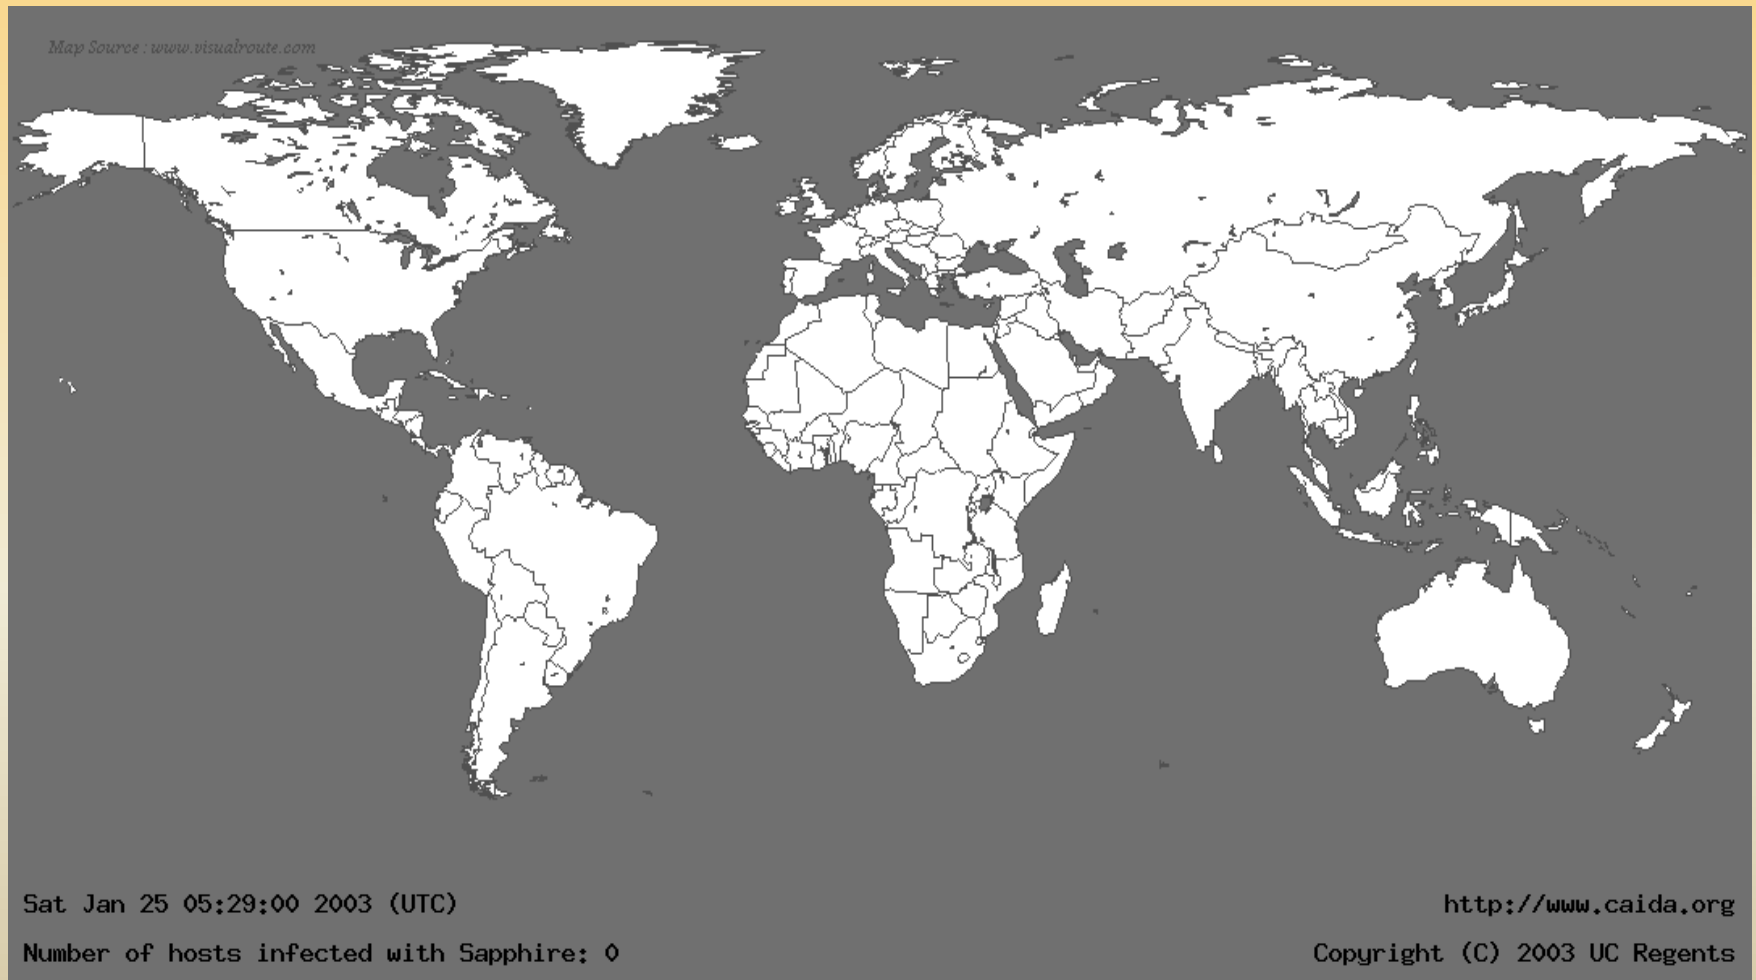 Map Source : www.visualroute.com
Sat Jan 25 05:29:00 2003 (UTC)
http://www.caida.org
Number of hosts infected with Sapphire: 0
Copyright (C) 2003 UC Regents